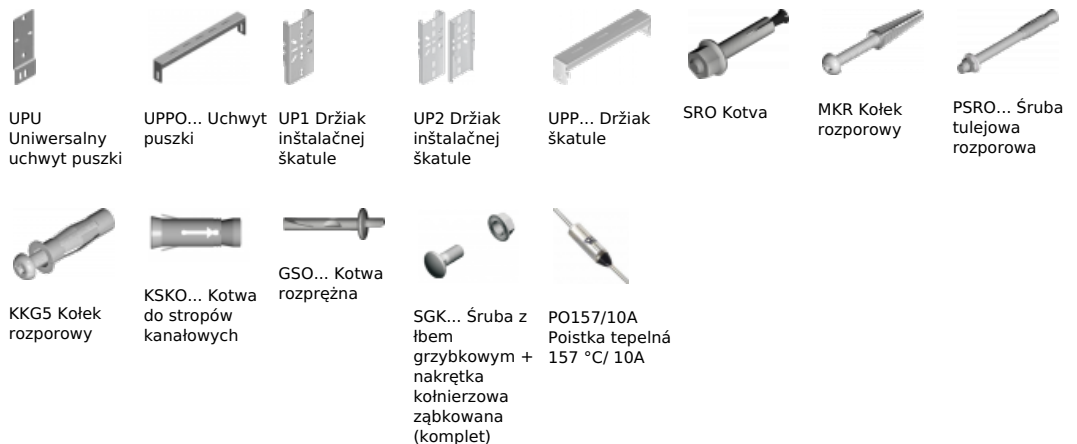 UPU
Uniwersalny
uchwyt puszki
UPPO... Uchwyt
puszki
UP1 Držiak
inštalačnej
škatule
UP2 Držiak
inštalačnej
škatule
UPP... Držiak
škatule
SRO Kotva
MKR Kołek
rozporowy
PSRO... Śruba
tulejowa
rozporowa
KKG5 Kołek
rozporowy
KSKO... Kotwa
do stropów
kanałowych
GSO... Kotwa
rozprężna
SGK... Śruba z
łbem
grzybkowym +
nakrętka
kołnierzowa
ząbkowana
(komplet)
PO157/10A
Poistka tepelná
157 °C/ 10A